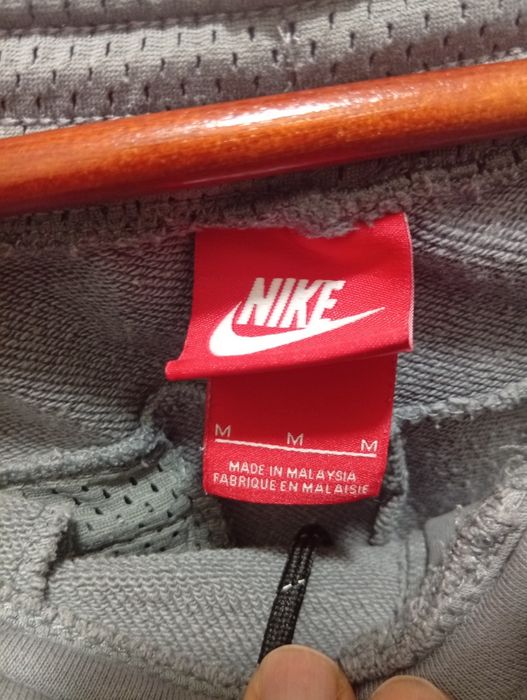 NIKE
M M M
MADE IN MALAYSIA
FABRIQUE EN MALAISIE